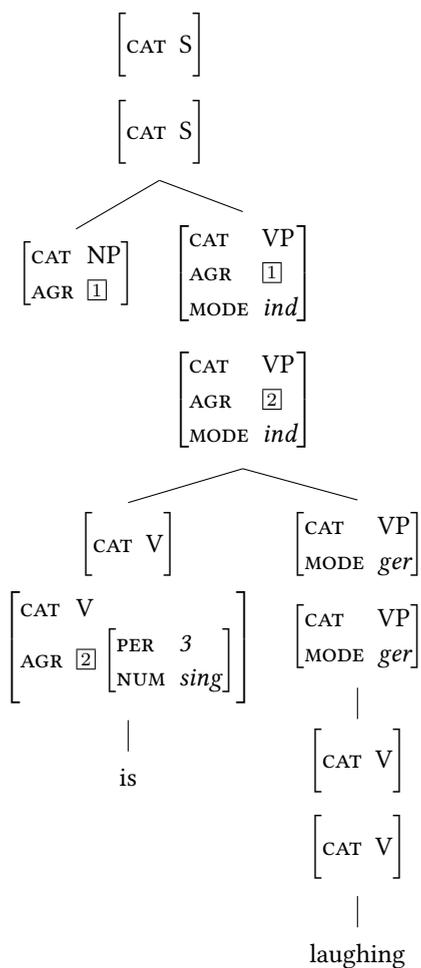 [CAT S]
[CAT S]
[CAT NP] [CAT VP]
[AGR 1] [AGR 1]
[MODE ind]
[CAT VP]
[AGR 2]
[MODE ind]
[CAT V] [CAT VP]
[MODE ger]
[CAT V] [CAT VP]
[AGR 2 [PER 3]] [MODE ger]
[NUM sing]
[CAT V]
is
[CAT V]
laughing